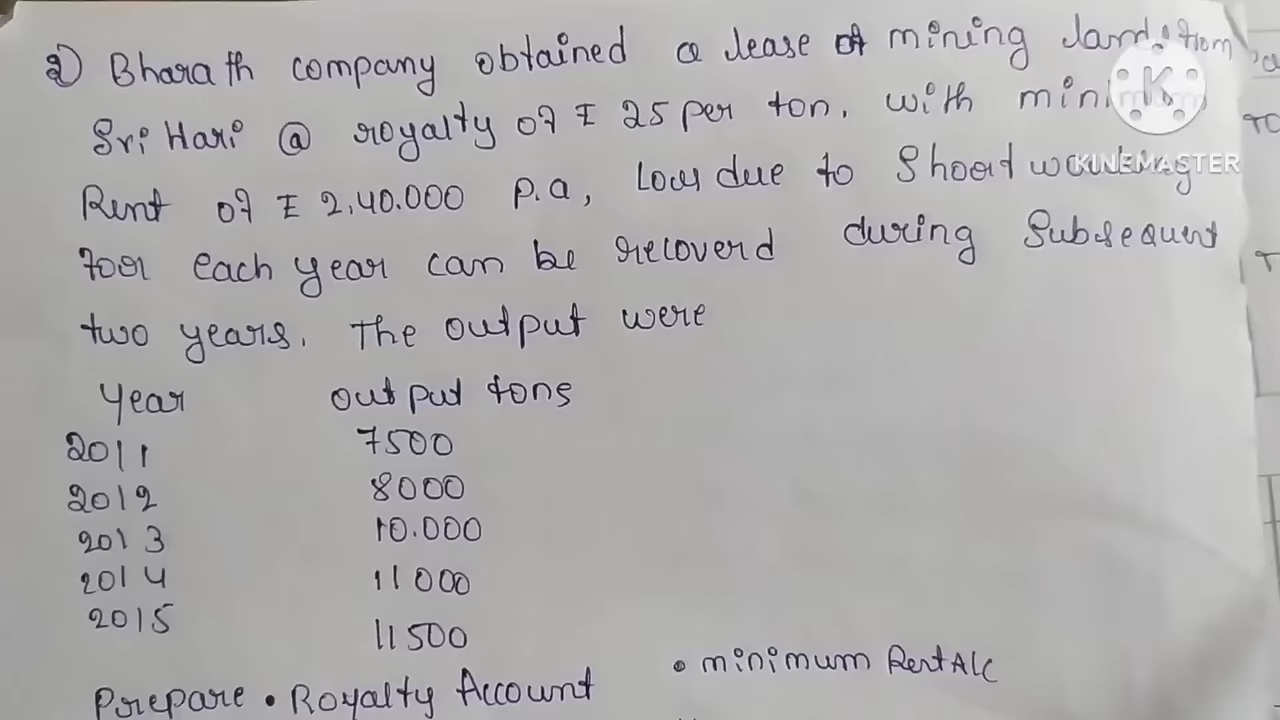 2) Bharath company obtained a lease of mining land from
Sri Hari @ royalty of ₹ 25 per ton, with
KINEMASTER
Rent of ₹ 2,40.000 p.a, Loss due to Short
for each year can be recoverd during Subsequent
two years. The output were
Year output tons
2011 7500
2012 8000
2013 10.000
2014 11000
2015 11500
• minimum Rent A/c
Prepare • Royalty Account